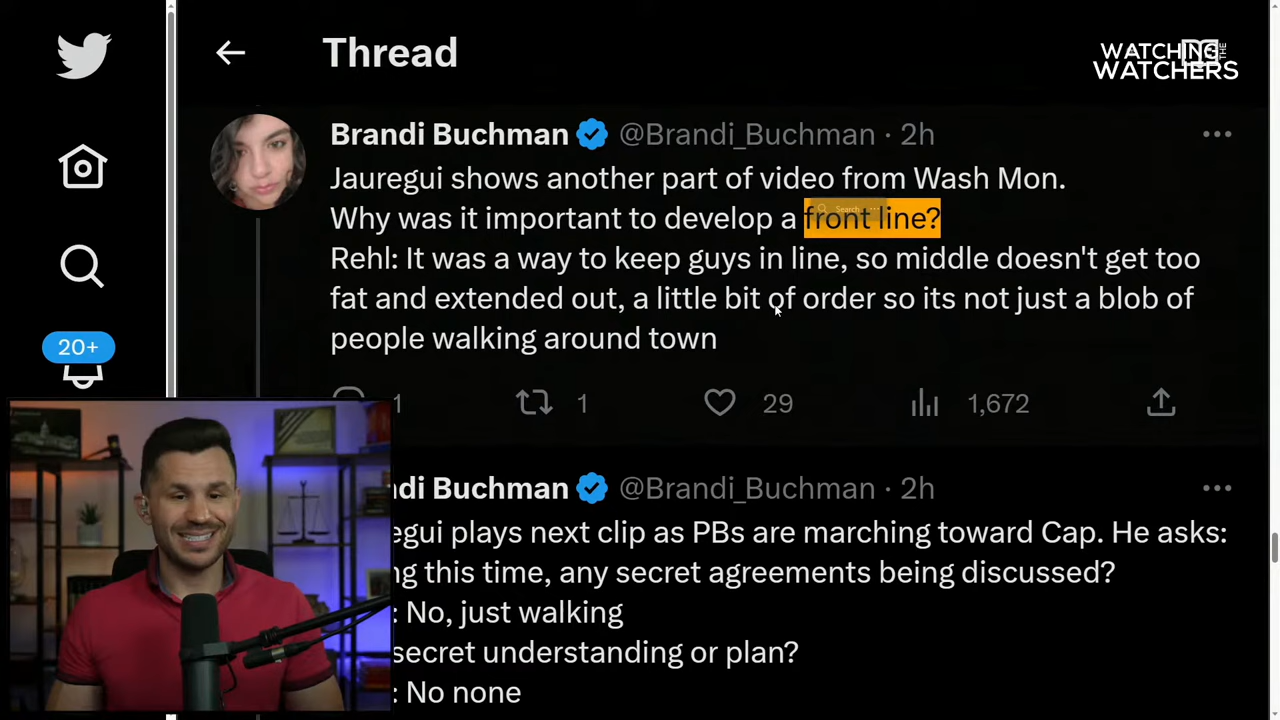 Thread
WATCHING THE
WATCHERS
Brandi Buchman @Brandi_Buchman · 2h
Jauregui shows another part of video from Wash Mon.
Why was it important to develop a front line?
Search
Rehl: It was a way to keep guys in line, so middle doesn't get too
fat and extended out, a little bit of order so its not just a blob of
people walking around town
20+
1 1 29 1,672
di Buchman @Brandi_Buchman · 2h
egui plays next clip as PBs are marching toward Cap. He asks:
ng this time, any secret agreements being discussed?
: No, just walking
secret understanding or plan?
: No none